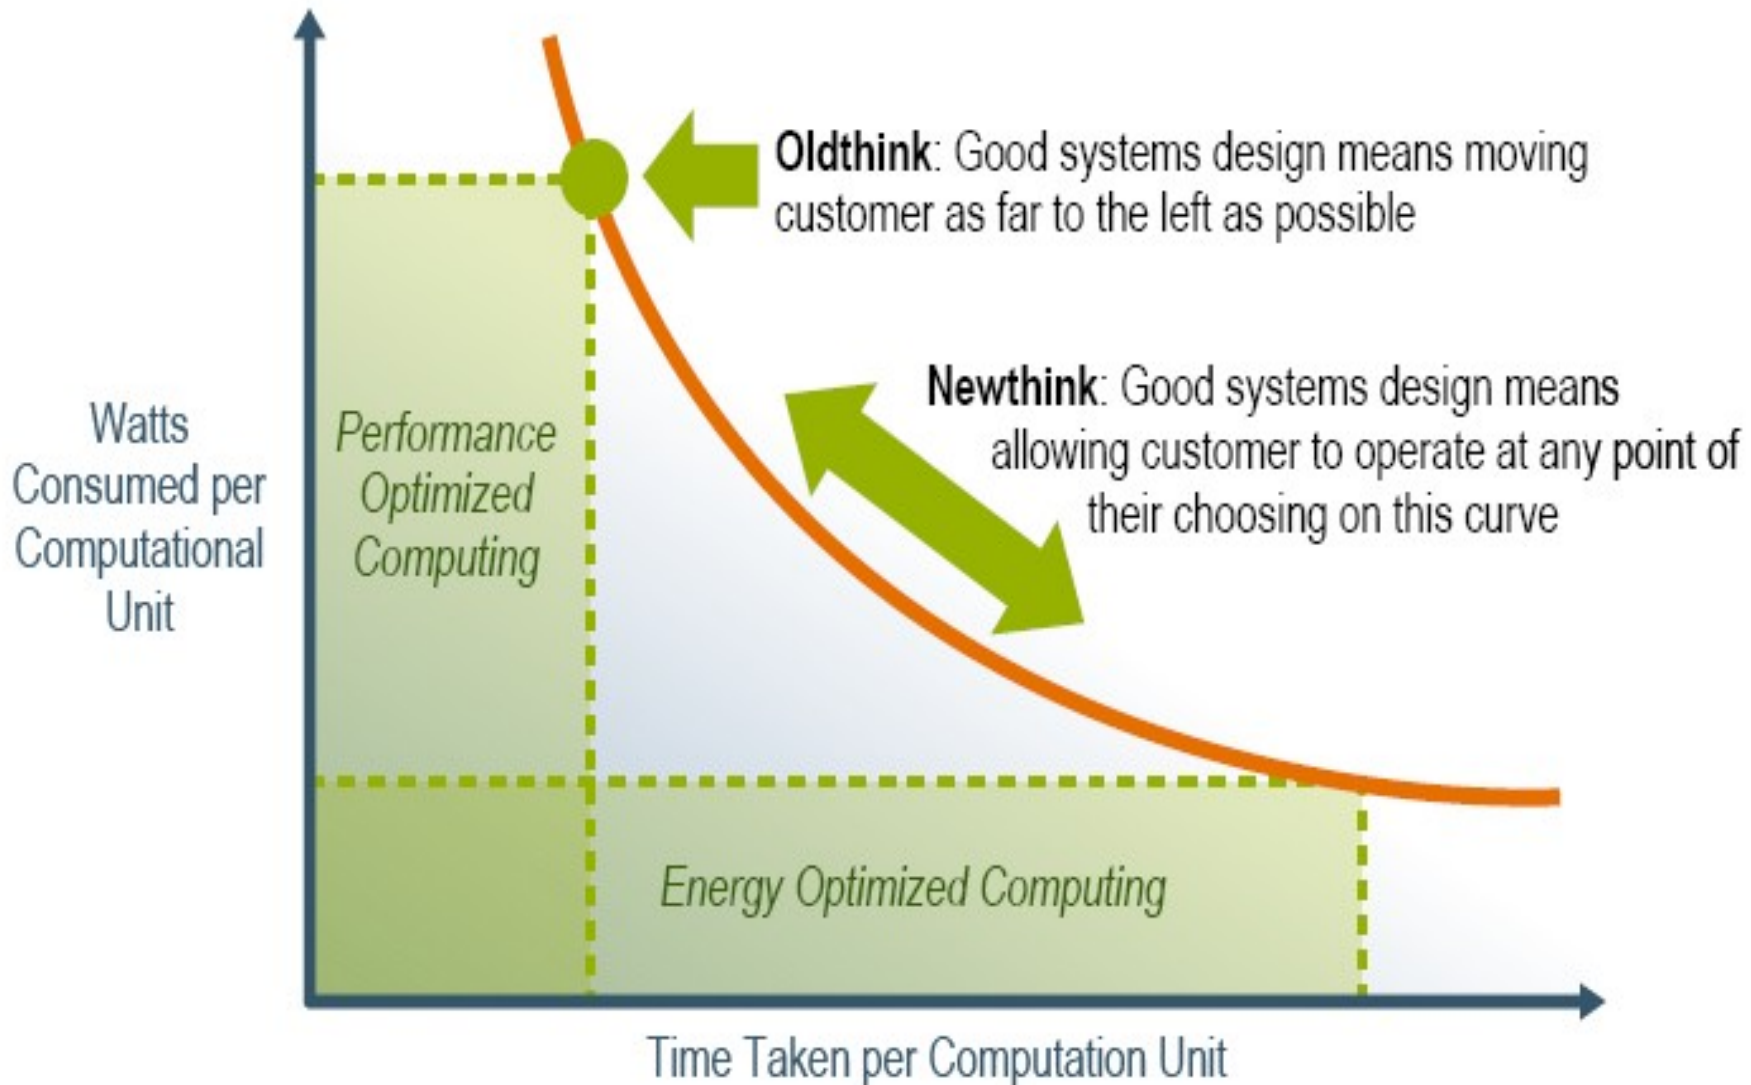 Oldthink: Good systems design means moving
customer as far to the left as possible
Newthink: Good systems design means
allowing customer to operate at any point of
their choosing on this curve
Watts
Consumed per
Computational
Unit
Performance
Optimized
Computing
Energy Optimized Computing
Time Taken per Computation Unit